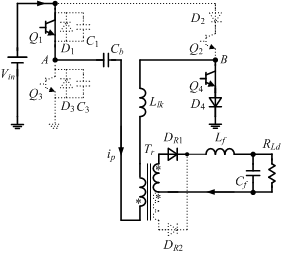 D2
Q1
D1
C1
Q2
A
Cb
B
Vin
Q3
D3
C3
Q4
D4
Llk
ip
Tr
DR1
Lf
RLd
Cf
*
*
*
DR2